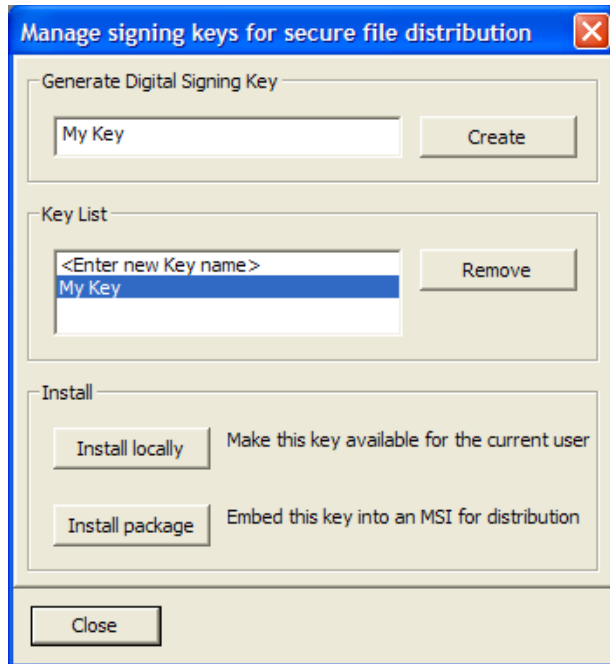 Manage signing keys for secure file distribution
Generate Digital Signing Key
My Key
Create
Key List
<Enter new Key name>
My Key
Remove
Install
Install locally
Make this key available for the current user
Install package
Embed this key into an MSI for distribution
Close